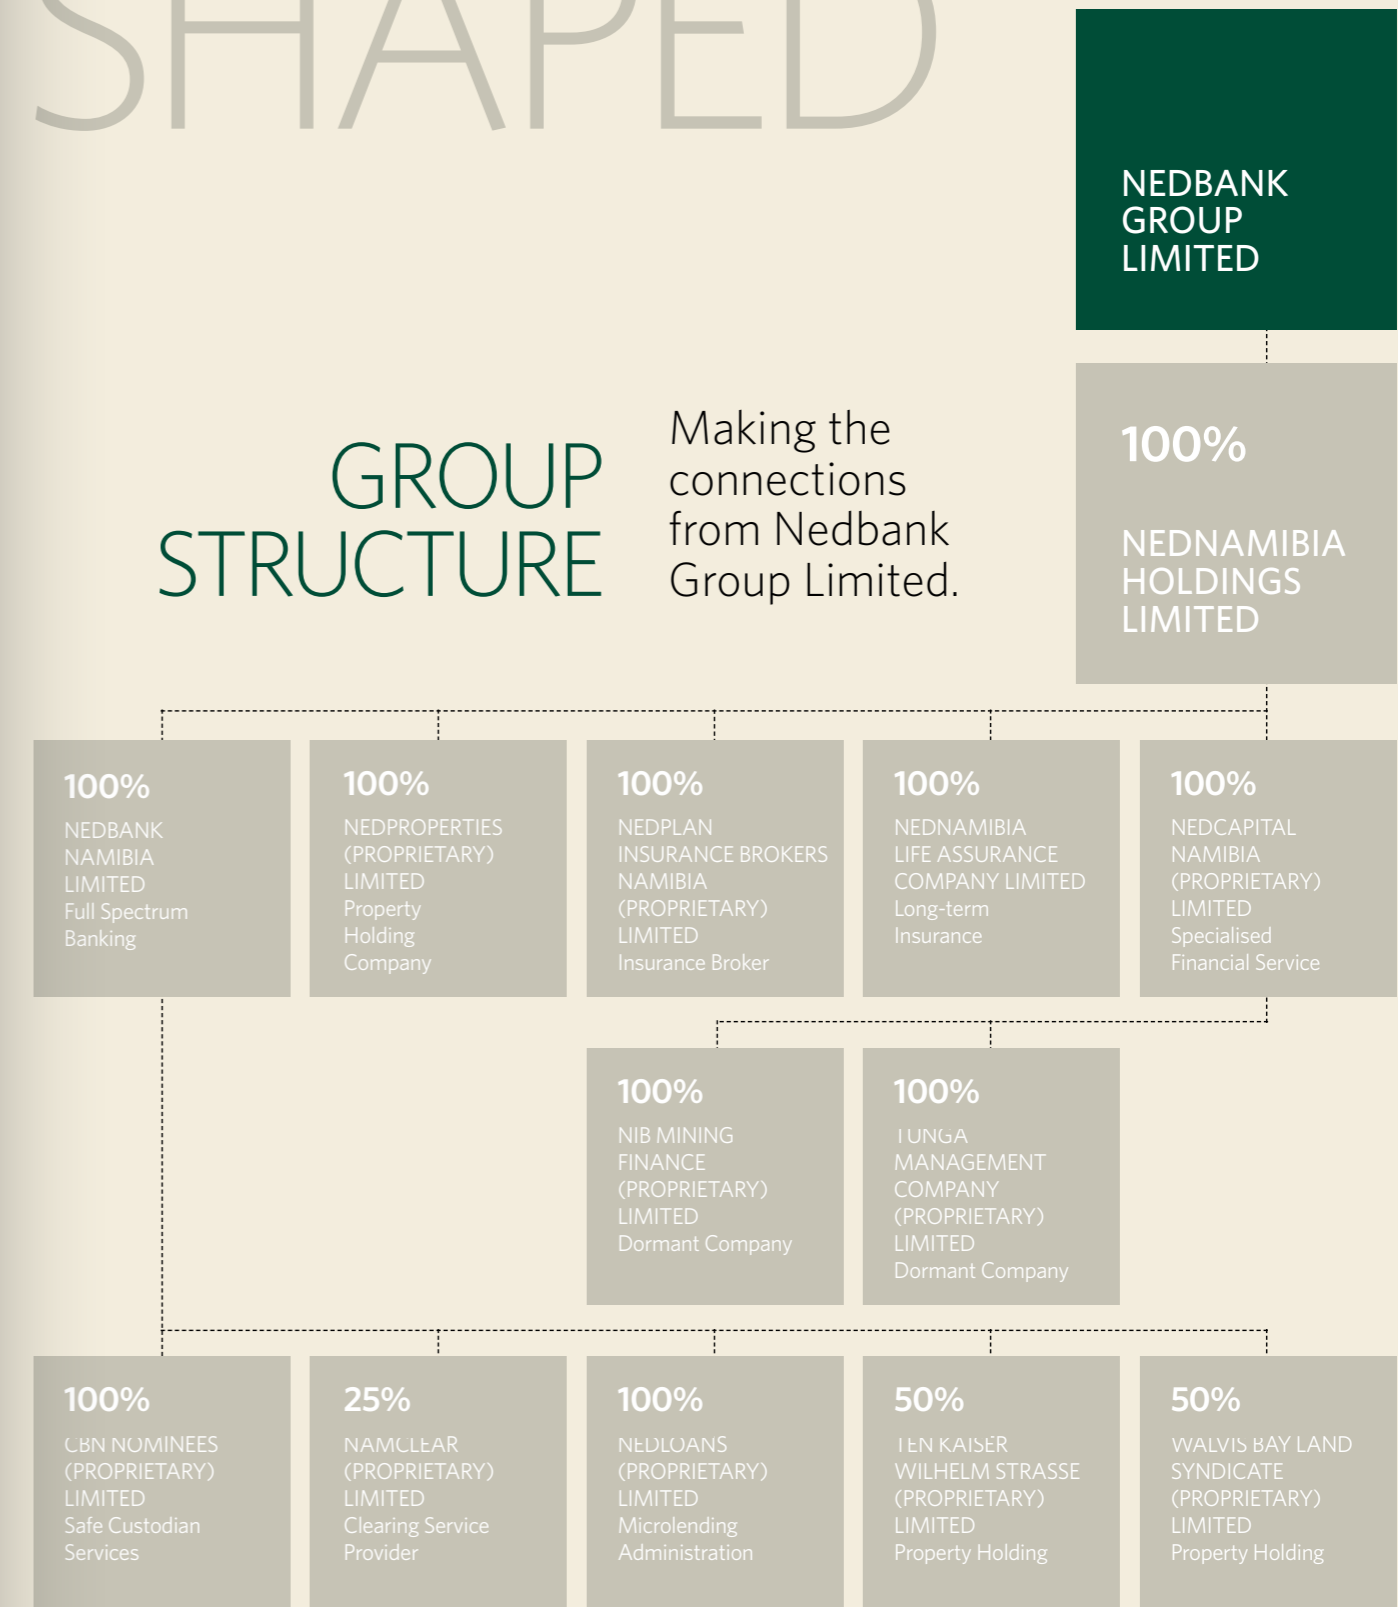 SHAPED
NEDBANK
GROUP
LIMITED
GROUP
STRUCTURE
Making the
connections
from Nedbank
Group Limited.
100%
NEDNAMIBIA
HOLDINGS
LIMITED
100%
NEDBANK
NAMIBIA
LIMITED
Full Spectrum
Banking
100%
NEDPROPERTIES
(PROPRIETARY)
LIMITED
Property
Holding
Company
100%
NEDPLAN
INSURANCE BROKERS
NAMIBIA
(PROPRIETARY)
LIMITED
Insurance Broker
100%
NEDNAMIBIA
LIFE ASSURANCE
COMPANY LIMITED
Long-term
Insurance
100%
NEDCAPITAL
NAMIBIA
(PROPRIETARY)
LIMITED
Specialised
Financial Service
100%
NIB MINING
FINANCE
(PROPRIETARY)
LIMITED
Dormant Company
100%
TUNGA
MANAGEMENT
COMPANY
(PROPRIETARY)
LIMITED
Dormant Company
100%
CBN NOMINEES
(PROPRIETARY)
LIMITED
Safe Custodian
Services
25%
NAMCLEAR
(PROPRIETARY)
LIMITED
Clearing Service
Provider
100%
NEDLOANS
(PROPRIETARY)
LIMITED
Microlending
Administration
50%
TEN KAISER
WILHELM STRASSE
(PROPRIETARY)
LIMITED
Property Holding
50%
WALVIS BAY LAND
SYNDICATE
(PROPRIETARY)
LIMITED
Property Holding